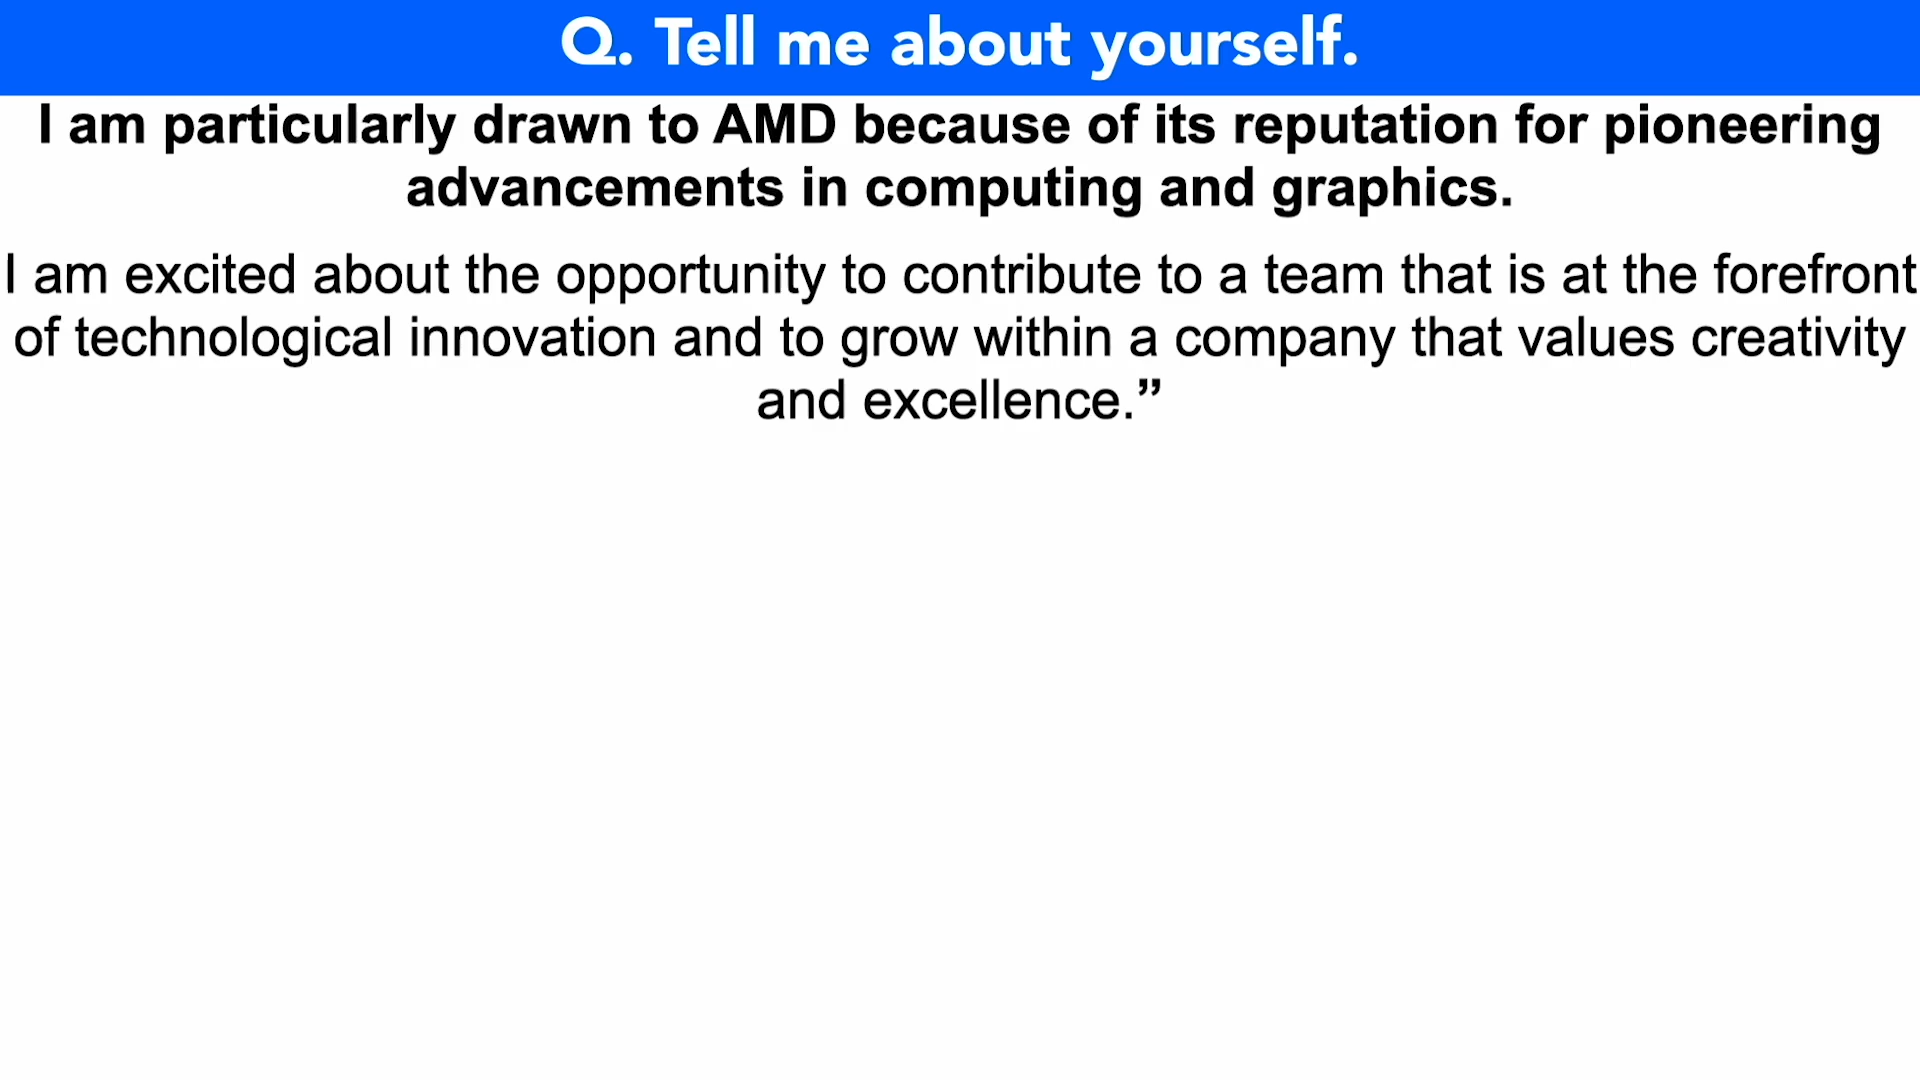 Q. Tell me about yourself.
I am particularly drawn to AMD because of its reputation for pioneering
advancements in computing and graphics.
I am excited about the opportunity to contribute to a team that is at the forefront
of technological innovation and to grow within a company that values creativity
and excellence.”